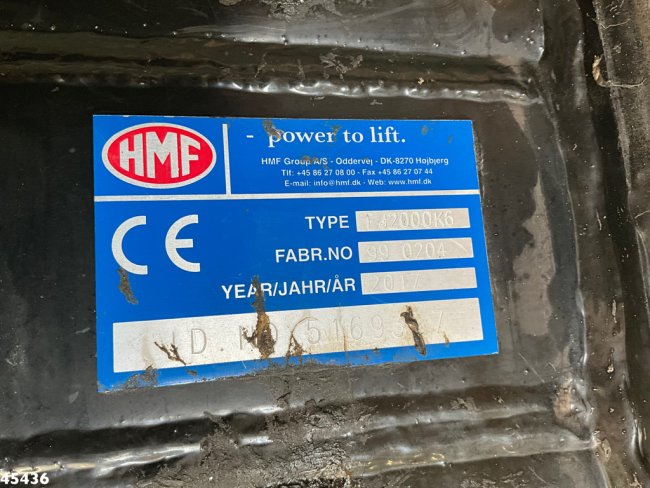 HMF
- power to lift.
HMF Group A/S - Oddervej - DK-8270 Højbjerg
Tlf: +45 86 27 08 00 - Fax +45 86 27 07 44
E-mail: info@hmf.dk - Web: www.hmf.dk
CE
TYPE
FABR.NO 99 0204
YEAR/JAHR/ÅR 2017
45436